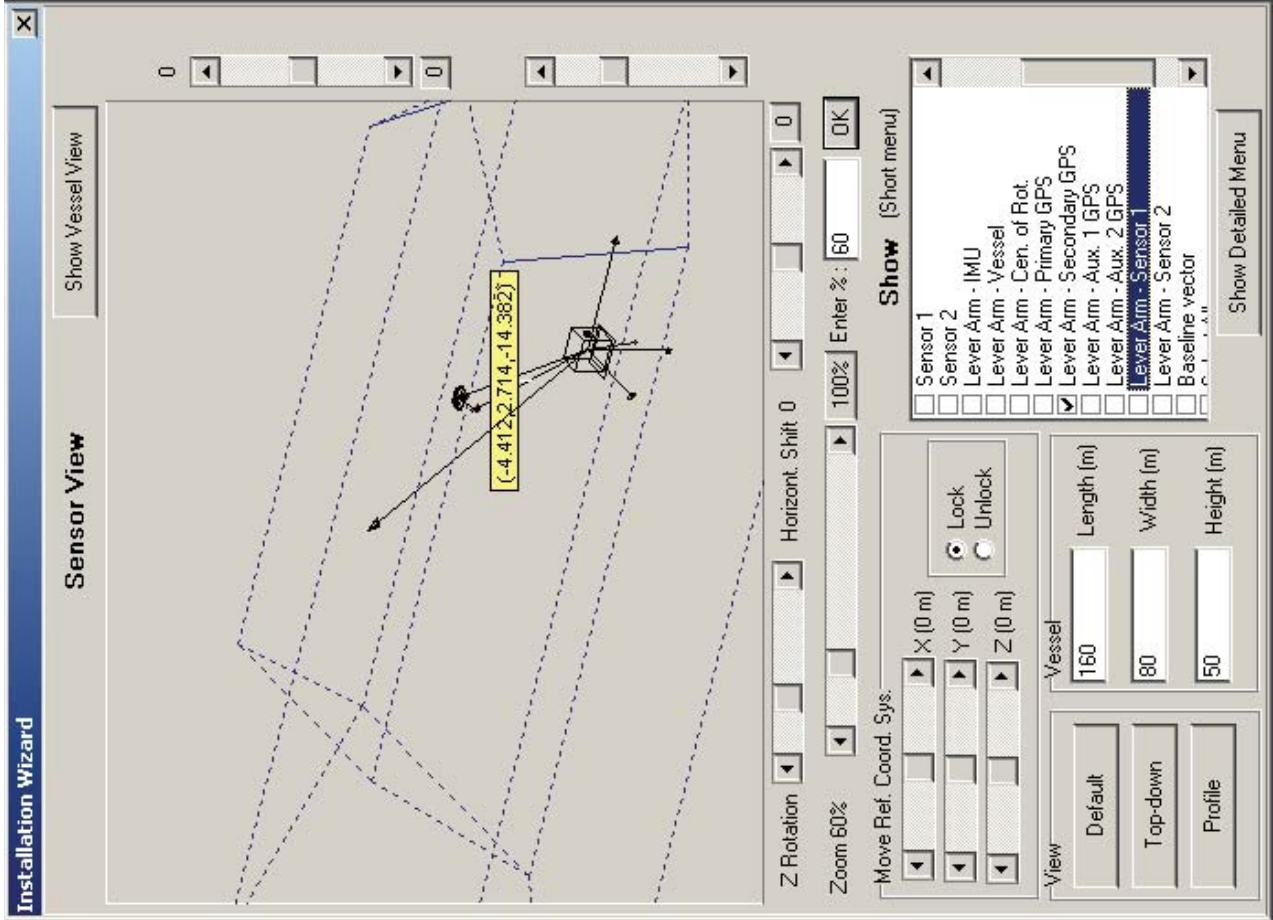 Installation Wizard
Sensor View
Show Vessel View
0
0
(-4.412,2.714,-14.382)
Z Rotation
Horizont. Shift 0
0
Zoom 60%
100%
Enter %:
60
OK
Move Ref. Coord. Sys.
X (0 m)
Y (0 m)
Z (0 m)
Lock
Unlock
Show (Short menu)
Sensor 1
Sensor 2
Lever Arm - IMU
Lever Arm - Vessel
Lever Arm - Cen. of Rot.
Lever Arm - Primary GPS
Lever Arm - Secondary GPS
Lever Arm - Aux. 1 GPS
Lever Arm - Aux. 2 GPS
Lever Arm - Sensor 1
Lever Arm - Sensor 2
Baseline vector
Show Detailed Menu
View
Default
Top-down
Profile
Vessel
160 Length (m)
80 Width (m)
50 Height (m)